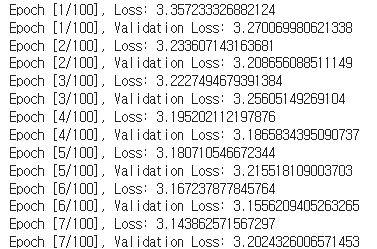 Epoch [1/100], Loss: 3.357233326882124
Epoch [1/100], Validation Loss: 3.270069980621338
Epoch [2/100], Loss: 3.233607143163681
Epoch [2/100], Validation Loss: 3.208656088511149
Epoch [3/100], Loss: 3.2227494679391384
Epoch [3/100], Validation Loss: 3.25605149269104
Epoch [4/100], Loss: 3.195202112197876
Epoch [4/100], Validation Loss: 3.1865834395090737
Epoch [5/100], Loss: 3.180710546672344
Epoch [5/100], Validation Loss: 3.215518109003703
Epoch [6/100], Loss: 3.167237877845764
Epoch [6/100], Validation Loss: 3.1556209405263265
Epoch [7/100], Loss: 3.143862571567297
Epoch [7/100], Validation Loss: 3.2024326006571453